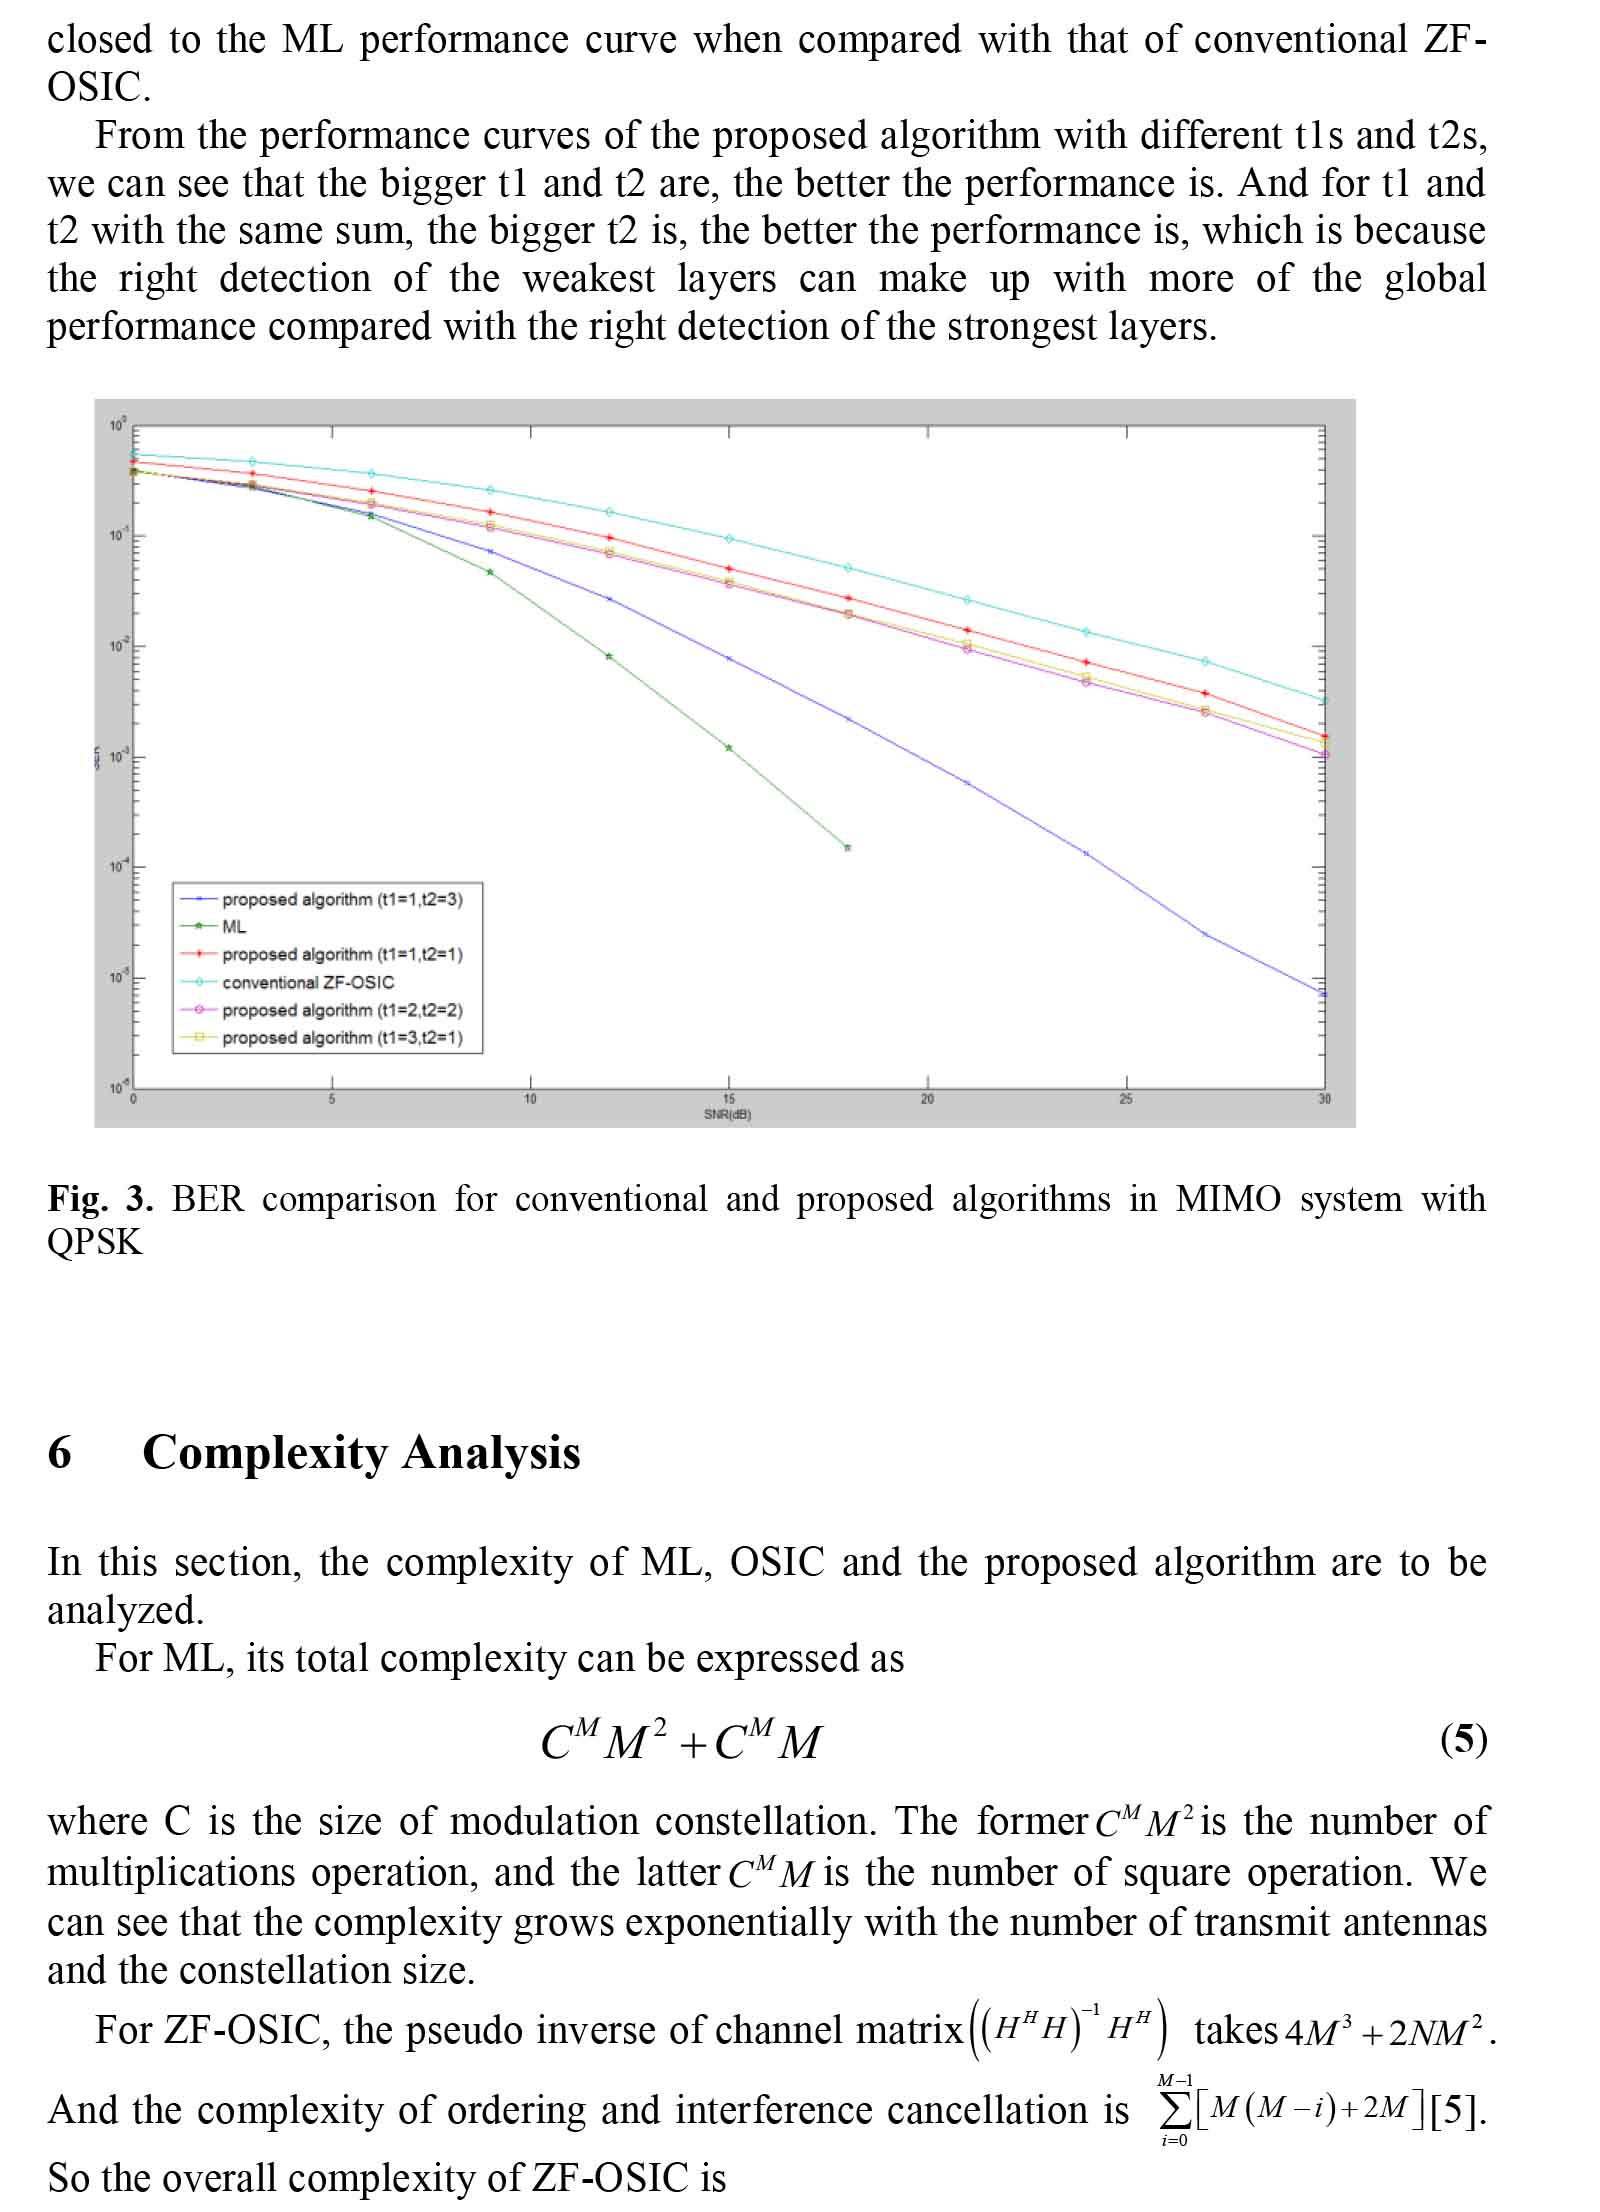 closed to the ML performance curve when compared with that of conventional ZF-
OSIC.
From the performance curves of the proposed algorithm with different t1s and t2s,
we can see that the bigger t1 and t2 are, the better the performance is. And for t1 and
t2 with the same sum, the bigger t2 is, the better the performance is, which is because
the right detection of the weakest layers can make up with more of the global
performance compared with the right detection of the strongest layers.
10^0
10^-1
10^-2
10^-3
10^-4
10^-5
10^-6
proposed algorithm (t1=1,t2=3)
ML
proposed algorithm (t1=1,t2=1)
conventional ZF-OSIC
proposed algorithm (t1=2,t2=2)
proposed algorithm (t1=3,t2=1)
0 5 10 15 20 25 30
SNR(dB)
Fig. 3. BER comparison for conventional and proposed algorithms in MIMO system with
QPSK
6 Complexity Analysis
In this section, the complexity of ML, OSIC and the proposed algorithm are to be
analyzed.
For ML, its total complexity can be expressed as
C^M M^2 + C^M M (5)
where C is the size of modulation constellation. The former C^M M^2 is the number of
multiplications operation, and the latter C^M M is the number of square operation. We
can see that the complexity grows exponentially with the number of transmit antennas
and the constellation size.
For ZF-OSIC, the pseudo inverse of channel matrix ((H^H H)^-1 H^H) takes 4M^3 + 2NM^2.
And the complexity of ordering and interference cancellation is ∑_{i=0}^{M-1} [M(M-i)+2M][5].
So the overall complexity of ZF-OSIC is